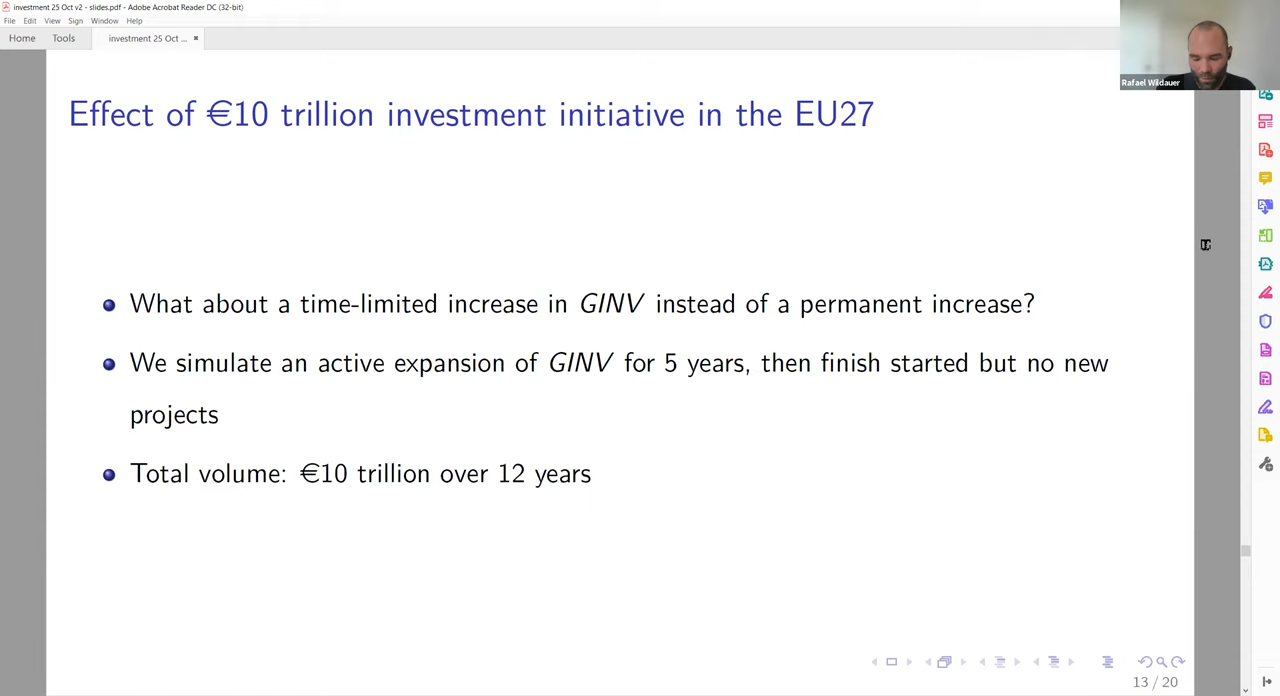 investment 25 Oct v2 - slides.pdf - Adobe Acrobat Reader DC (32-bit)
File Edit View Sign Window Help
Home Tools investment 25 Oct ... ×
Rafael Wildauer
Effect of €10 trillion investment initiative in the EU27
What about a time-limited increase in GINV instead of a permanent increase?
We simulate an active expansion of GINV for 5 years, then finish started but no new
projects
Total volume: €10 trillion over 12 years
13 / 20